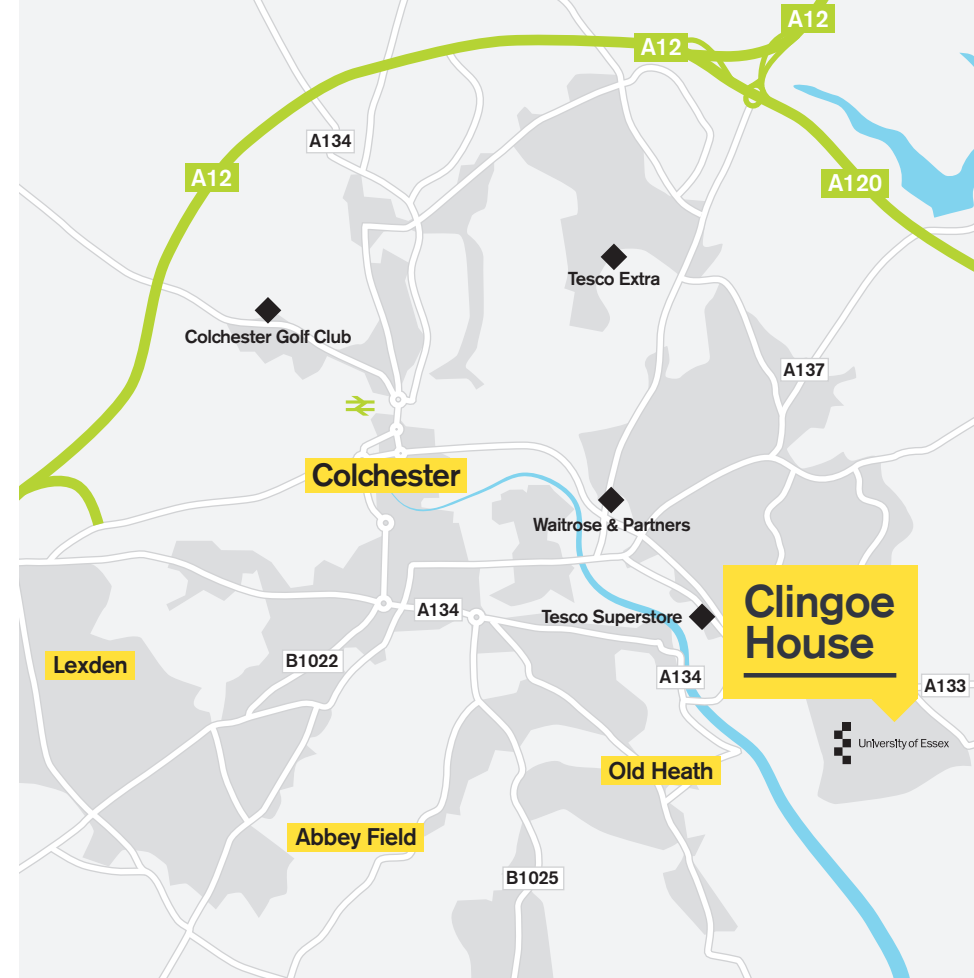 A12
A12
A134
A12
A120
Tesco Extra
Colchester Golf Club
A137
Colchester
Waitrose & Partners
Clingoe
House
A134
Tesco Superstore
B1022
Lexden
A134
A133
University of Essex
Old Heath
Abbey Field
B1025